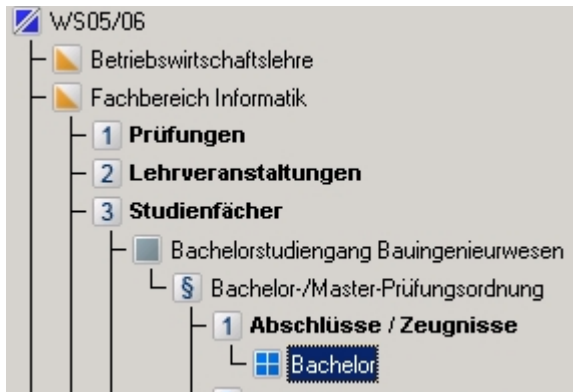 WS05/06
Betriebswirtschaftslehre
Fachbereich Informatik
1 Prüfungen
2 Lehrveranstaltungen
3 Studienfächer
Bachelorstudiengang Bauingenieurwesen
§ Bachelor-/Master-Prüfungsordnung
1 Abschlüsse / Zeugnisse
Bachelor